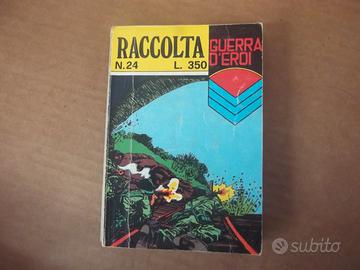 RACCOLTA
N.24 L. 350
GUERRA
D'EROI
subito